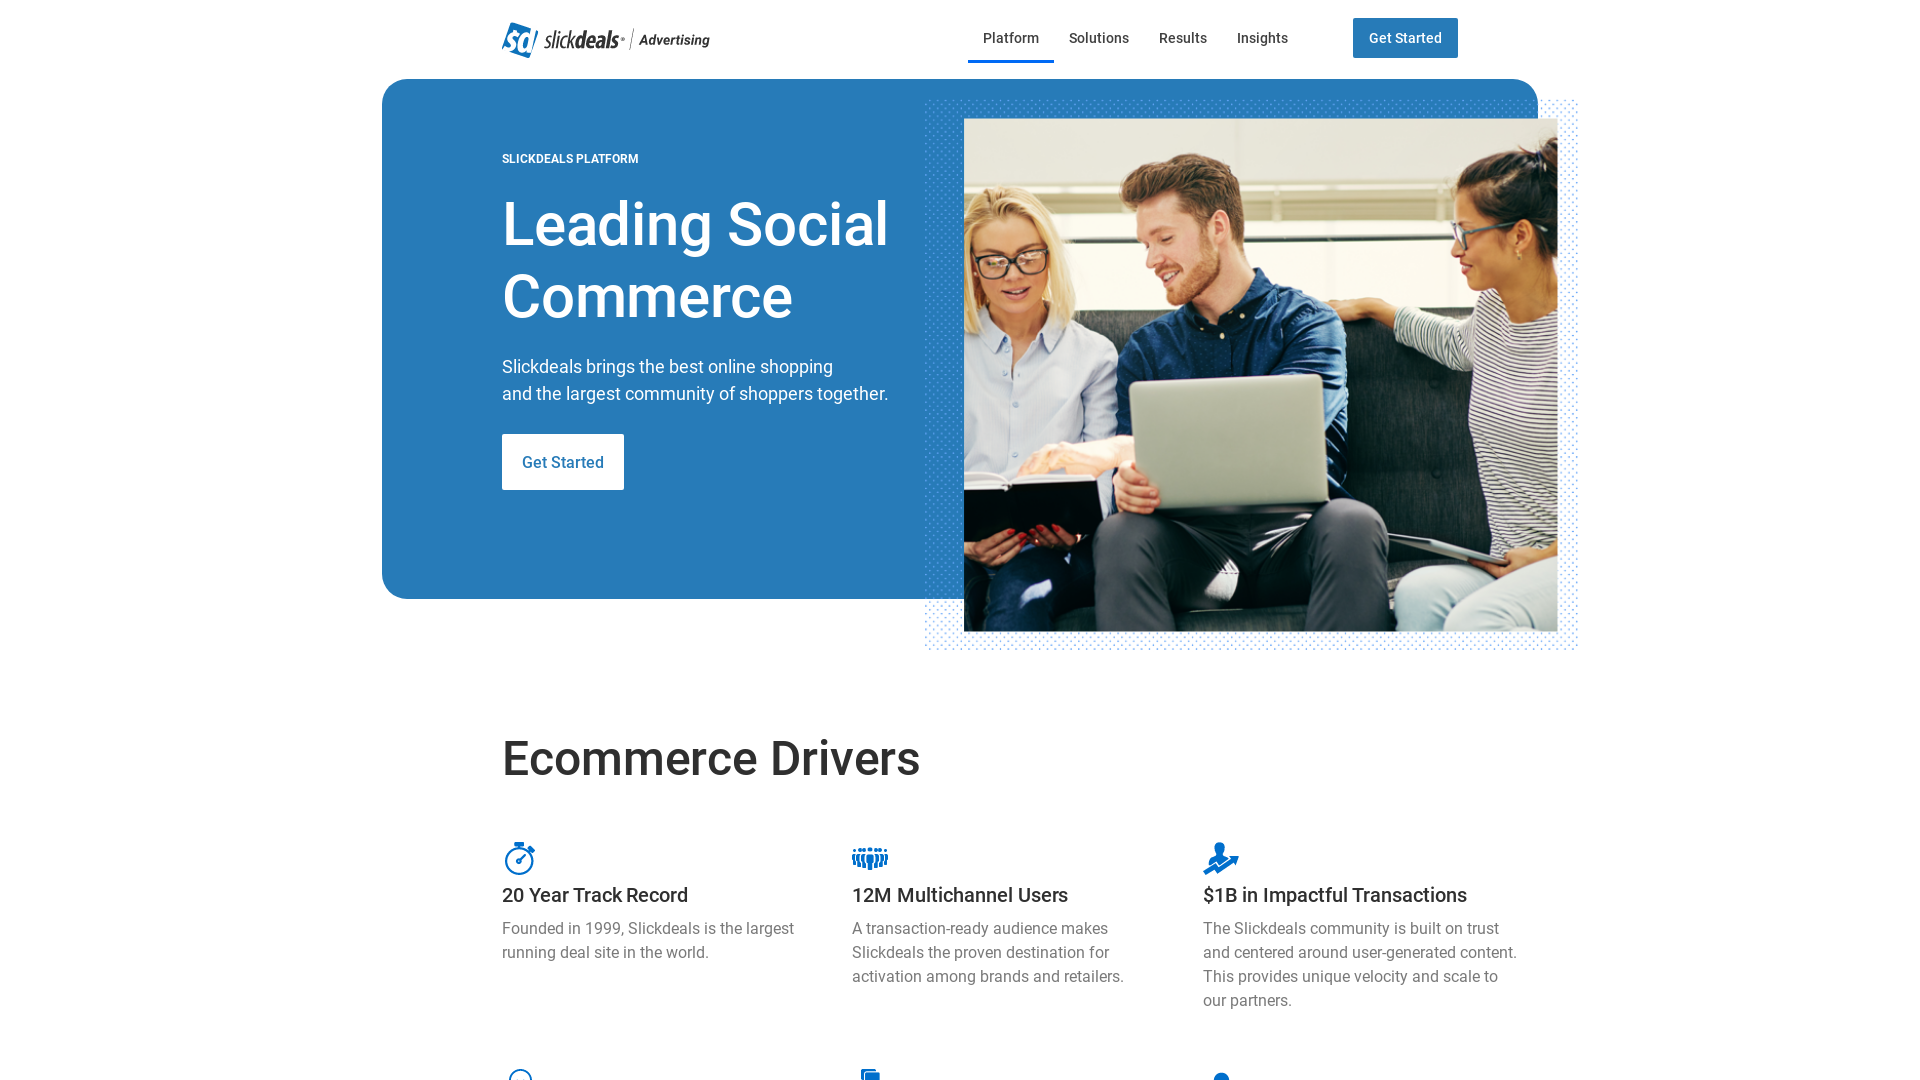 sd slickdeals® Advertising
Platform
Solutions
Results
Insights
Get Started
SLICKDEALS PLATFORM
Leading Social
Commerce
Slickdeals brings the best online shopping
and the largest community of shoppers together.
Get Started
Ecommerce Drivers
20 Year Track Record
Founded in 1999, Slickdeals is the largest
running deal site in the world.
12M Multichannel Users
A transaction-ready audience makes
Slickdeals the proven destination for
activation among brands and retailers.
$1B in Impactful Transactions
The Slickdeals community is built on trust
and centered around user-generated content.
This provides unique velocity and scale to
our partners.